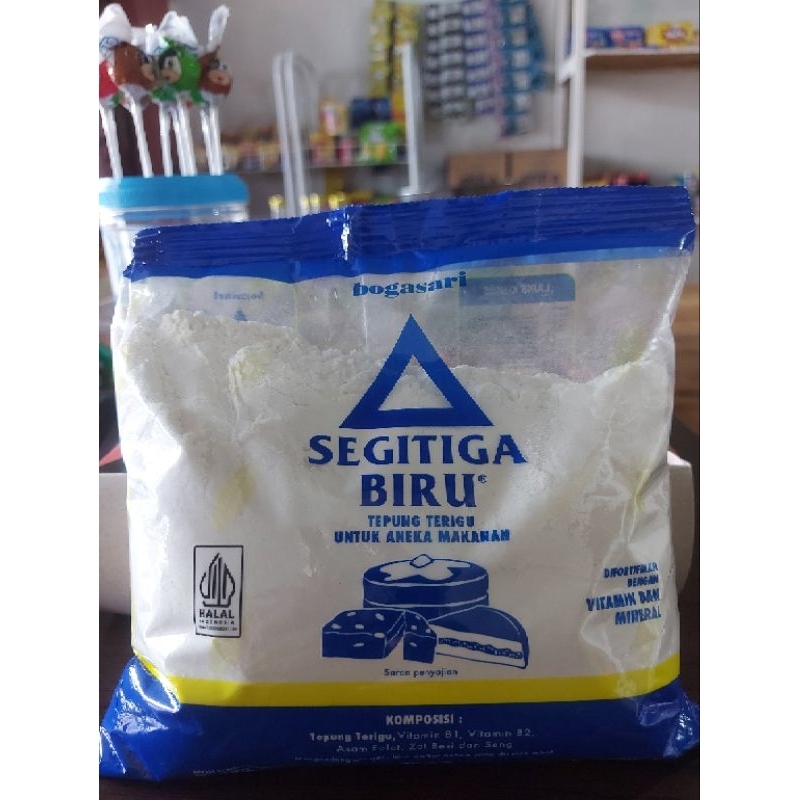 bogasari
SEGITIGA
BIRU®
TEPUNG TERIGU
UNTUK ANEKA MAKANAN
HALAL
INDONESIA
DIFORTIFIKASI
DENGAN
VITAMIN DAN
MINERAL
Saran penyajian
KOMPOSISI :
Tepung Terigu, Vitamin B1, Vitamin B2,
Asam Folat, Zat Besi dan Seng